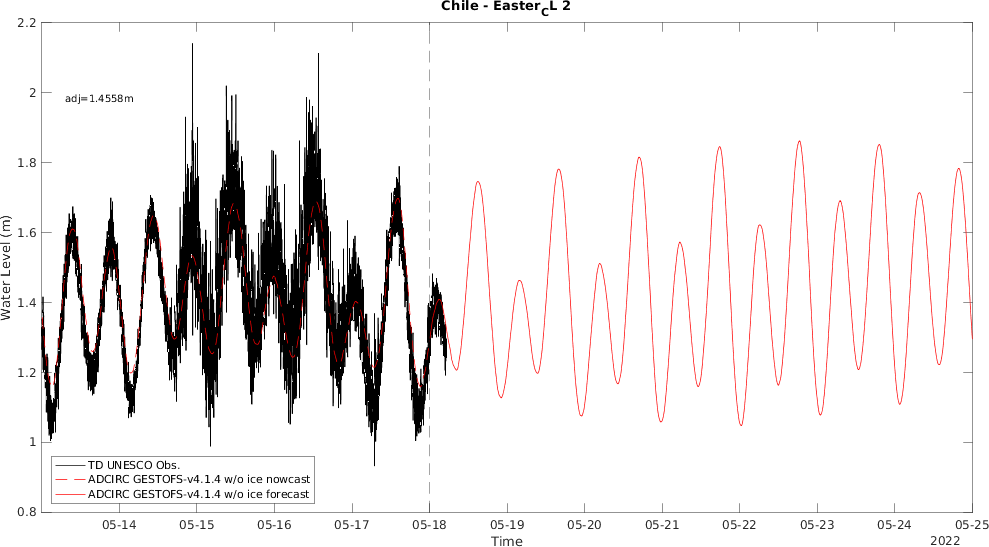 Chile - Easter_CL 2
2.2
2
1.8
1.6
1.4
1.2
1
0.8
Water Level (m)
adj=1.4558m
TD UNESCO Obs.
ADCIRC GESTOFS-v4.1.4 w/o ice nowcast
ADCIRC GESTOFS-v4.1.4 w/o ice forecast
05-14 05-15 05-16 05-17 05-18 05-19 05-20 05-21 05-22 05-23 05-24 05-25
Time
2022